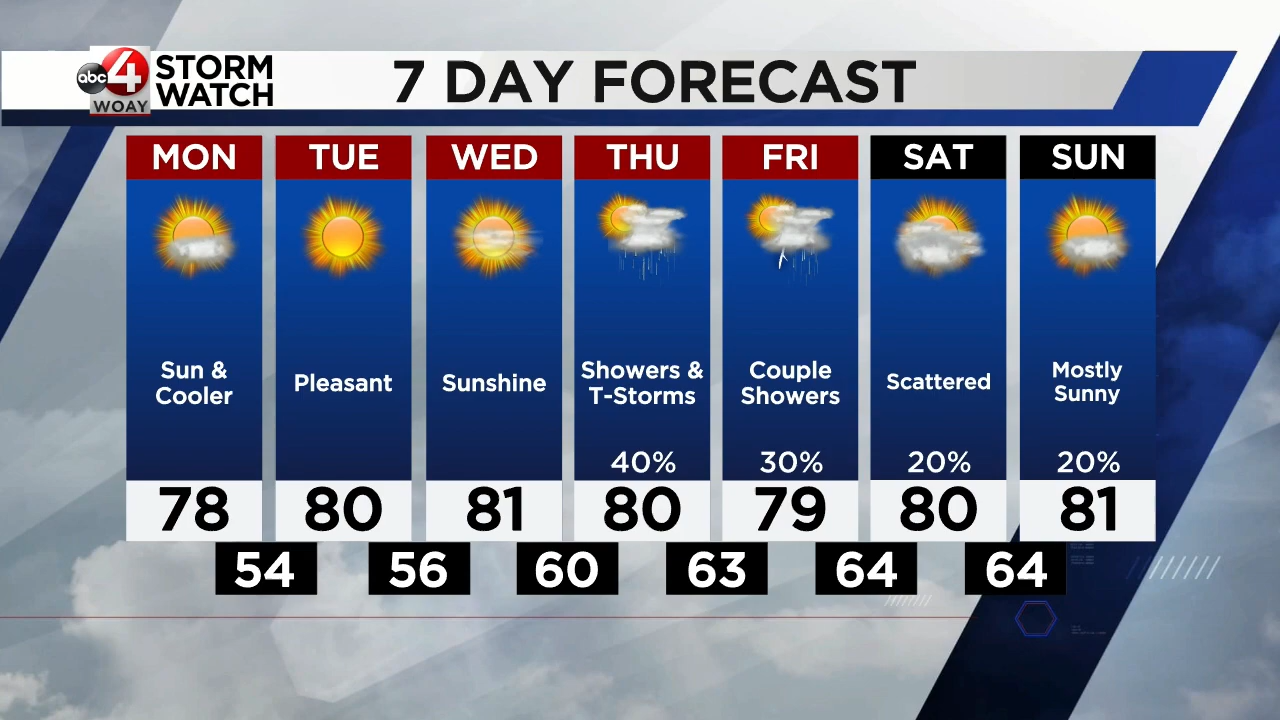 abc 4
WOAY
STORM
WATCH
7 DAY FORECAST
MON
TUE
WED
THU
FRI
SAT
SUN
Sun &
Cooler
Pleasant
Sunshine
Showers &
T-Storms
Couple
Showers
Scattered
Mostly
Sunny
40%
30%
20%
20%
78
80
81
80
79
80
81
54
56
60
63
64
64